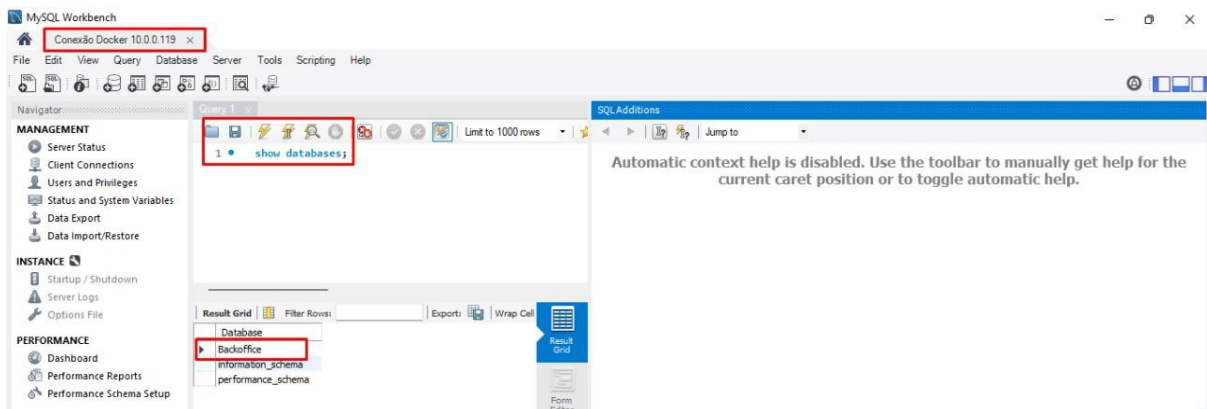 MySQL Workbench
Conexão Docker 10.0.0.119
File Edit View Query Database Server Tools Scripting Help
Navigator
MANAGEMENT
Server Status
Client Connections
Users and Privileges
Status and System Variables
Data Export
Data Import/Restore
INSTANCE
Startup / Shutdown
Server Logs
Options File
PERFORMANCE
Dashboard
Performance Reports
Performance Schema Setup
Query 1
Limit to 1000 rows
1 show databases;
Result Grid Filter Rows: Export: Wrap Cell
Database
Backoffice
information_schema
performance_schema
Result
Grid
Form
Editor
SQLAdditions
Jump to
Automatic context help is disabled. Use the toolbar to manually get help for the
current caret position or to toggle automatic help.